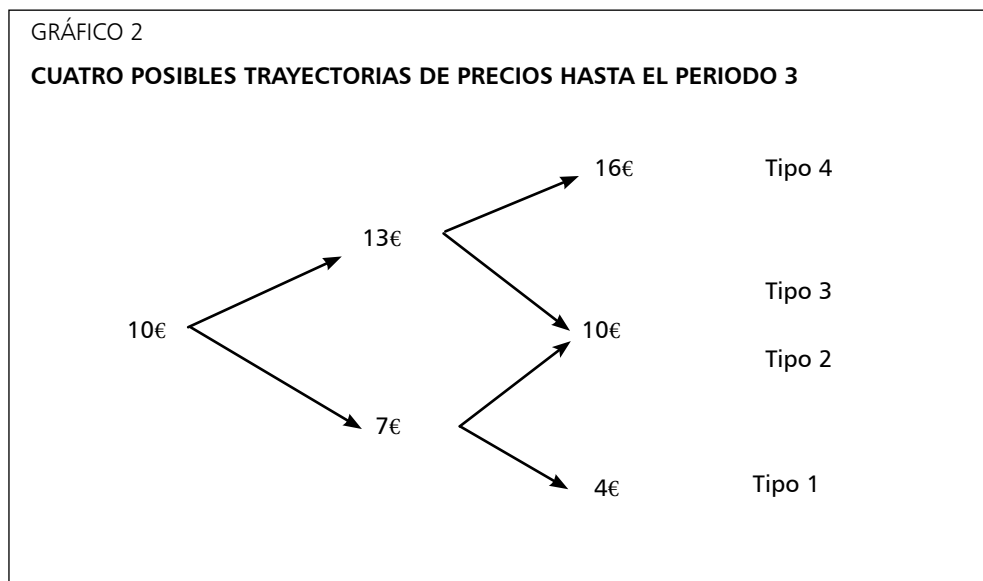 GRÁFICO 2
CUATRO POSIBLES TRAYECTORIAS DE PRECIOS HASTA EL PERIODO 3
16€ Tipo 4
13€
Tipo 3
10€ 10€
Tipo 2
7€
4€ Tipo 1